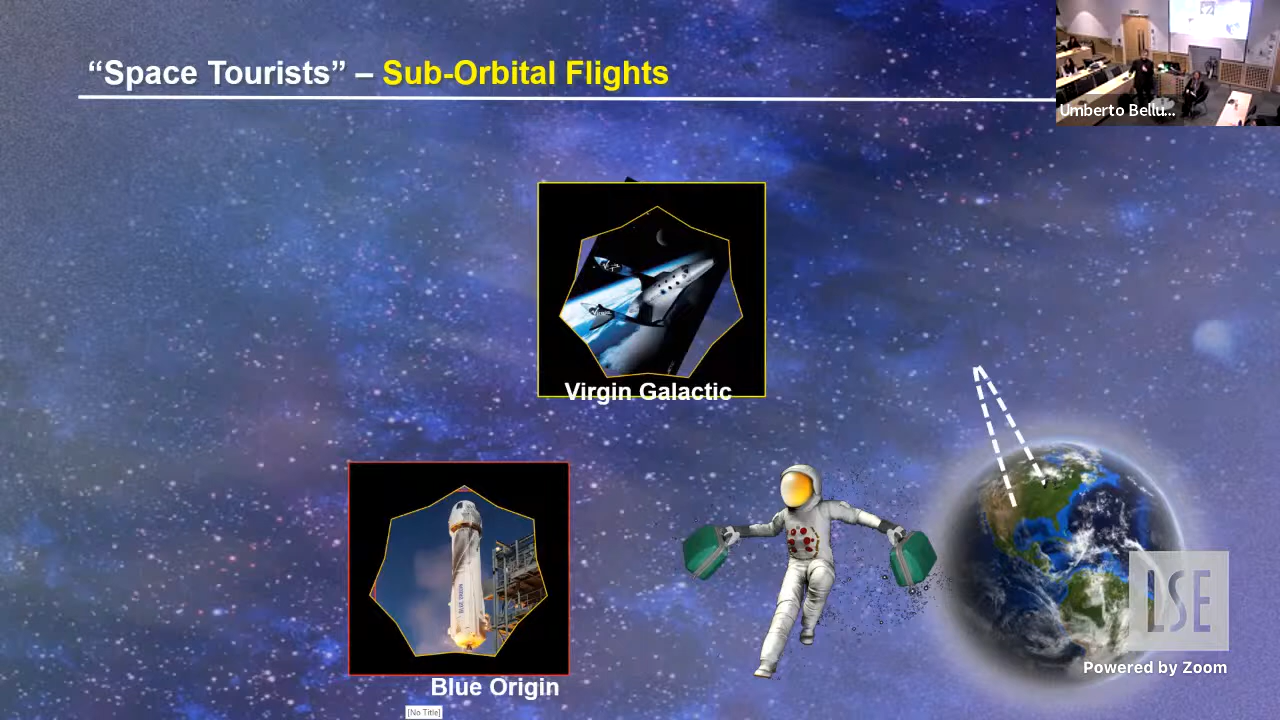 “Space Tourists” – Sub-Orbital Flights
Umberto Bellu...
Virgin Galactic
Blue Origin
LSE
Powered by Zoom
[No Title]